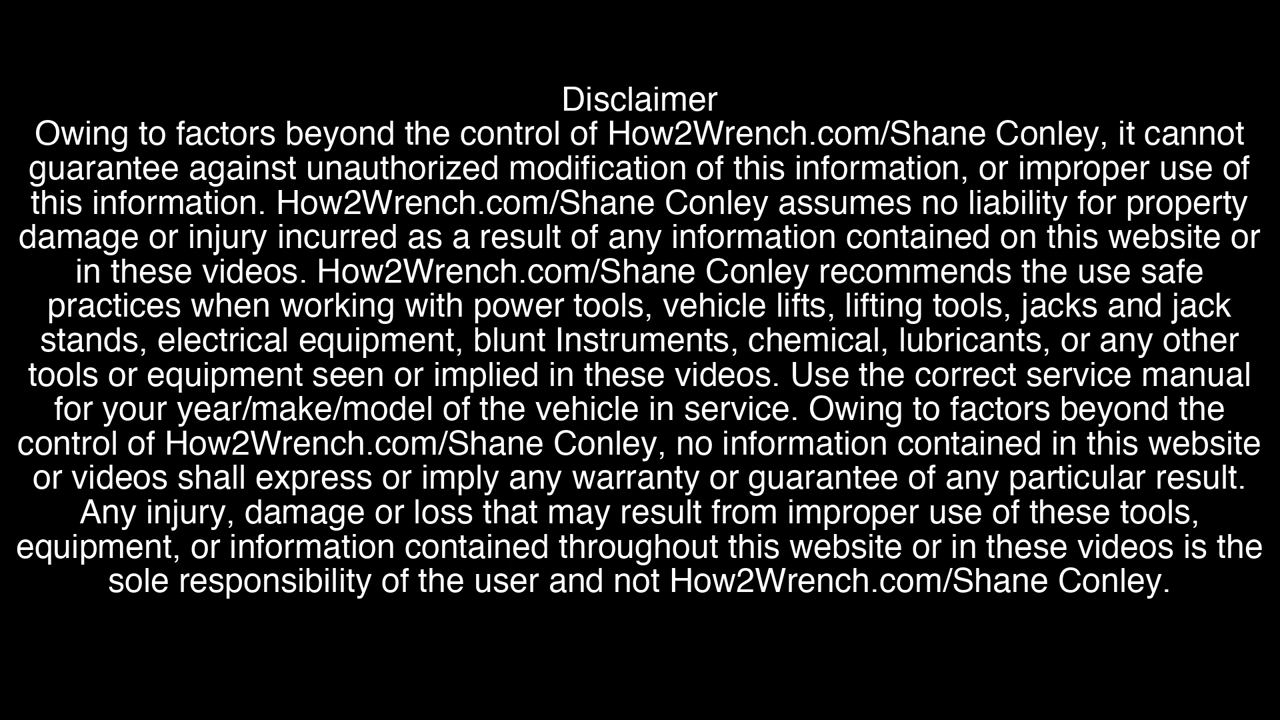 Disclaimer
Owing to factors beyond the control of How2Wrench.com/Shane Conley, it cannot
guarantee against unauthorized modification of this information, or improper use of
this information. How2Wrench.com/Shane Conley assumes no liability for property
damage or injury incurred as a result of any information contained on this website or
in these videos. How2Wrench.com/Shane Conley recommends the use safe
practices when working with power tools, vehicle lifts, lifting tools, jacks and jack
stands, electrical equipment, blunt Instruments, chemical, lubricants, or any other
tools or equipment seen or implied in these videos. Use the correct service manual
for your year/make/model of the vehicle in service. Owing to factors beyond the
control of How2Wrench.com/Shane Conley, no information contained in this website
or videos shall express or imply any warranty or guarantee of any particular result.
Any injury, damage or loss that may result from improper use of these tools,
equipment, or information contained throughout this website or in these videos is the
sole responsibility of the user and not How2Wrench.com/Shane Conley.